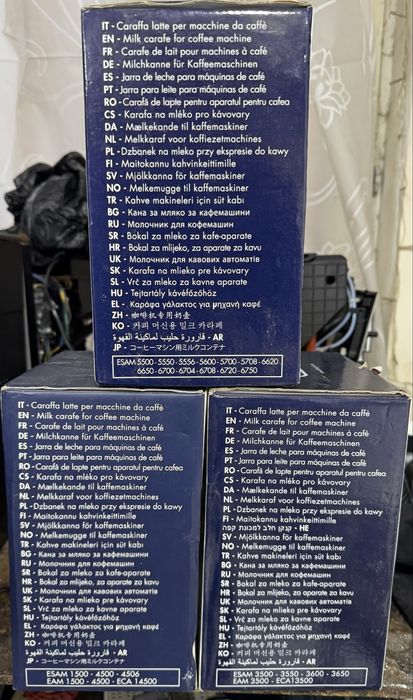 IT - Caraffa latte per macchine da caffè
EN - Milk carafe for coffee machine
FR - Carafe de lait pour machines à café
DE - Milchkanne für Kaffeemaschinen
ES - Jarra de leche para máquinas de café
PT - Jarra para leite para máquinas de café
RO - Carafă de lapte pentru aparatul pentru cafea
CS - Karafa na mléko pro kávovary
DA - Mælkekande til kaffemaskiner
NL - Melkkaraf voor koffiezetmachines
PL - Dzbanek na mleko przy ekspresie do kawy
FI - Maitokannu kahvinkeittimille
SV - Mjölkkanna för kaffemaskiner
NO - Melkemugge til kaffemaskiner
TR - Kahve makineleri için süt kabı
BG - Кана за мляко за кафемашини
RU - Молочник для кофемашин
SR - Bokal za mleko za kafe-aparate
HR - Bokal za mlijeko, za aparate za kavu
UK - Молочник для кавових автоматів
SK - Karafa na mlieko pre kávovary
SL - Vrč za mleko za kavne aparate
HU - Tejtartály kávéfőzőhöz
EL - Καράφα γάλακτος για μηχανή καφέ
ZH - 咖啡机专用奶壶
KO - 커피 머신용 밀크 카라페
قارورة حليب لماكينة القهوة - AR
JP - コーヒーマシン用ミルクコンテナ
ESAM 5500 - 5550 - 5556 - 5600 - 5700 - 5708 - 6620
6650 - 6700 - 6704 - 6708 - 6720 - 6750
IT - Caraffa latte per macchine da caffè
EN - Milk carafe for coffee machine
FR - Carafe de lait pour machines à café
DE - Milchkanne für Kaffeemaschinen
ES - Jarra de leche para máquinas de café
PT - Jarra para leite para máquinas de café
RO - Carafă de lapte pentru aparatul pentru cafea
CS - Karafa na mléko pro kávovary
DA - Mælkekande til kaffemaskiner
NL - Melkkaraf voor koffiezetmachines
PL - Dzbanek na mleko przy ekspresie do kawy
FI - Maitokannu kahvinkeittimille
SV - Mjölkkanna för kaffemaskiner
NO - Melkemugge til kaffemaskiner
TR - Kahve makineleri için süt kabı
BG - Кана за мляко за кафемашини
RU - Молочник для кофемашин
SR - Bokal za mleko za kafe-aparate
HR - Bokal za mlijeko, za aparate za kavu
UK - Молочник для кавових автоматів
SK - Karafa na mlieko pre kávovary
SL - Vrč za mleko za kavne aparate
HU - Tejtartály kávéfőzőhöz
EL - Καράφα γάλακτος για μηχανή καφέ
ZH - 咖啡机专用奶壶
KO - 커피 머신용 밀크 카라페
قارورة حليب لماكينة القهوة - AR
JP - コーヒーマシン用ミルクコンテナ
ESAM 1500 - 4500 - 4506
EAM 1500 - 4500 - ECA 14500
IT - Caraffa latte per macchine da caffè
EN - Milk carafe for coffee machine
FR - Carafe de lait pour machines à café
DE - Milchkanne für Kaffeemaschinen
ES - Jarra de leche para máquinas de café
PT - Jarra para leite para máquinas de café
RO - Carafă de lapte pentru aparatul pentru cafea
CS - Karafa na mléko pro kávovary
DA - Mælkekande til kaffemaskiner
NL - Melkkaraf voor koffiezetmachines
PL - Dzbanek na mleko przy ekspresie do kawy
FI - Maitokannu kahvinkeittimille
קנקן חלב למכונת קפה - HE
SV - Mjölkkanna för kaffemaskiner
NO - Melkemugge til kaffemaskiner
TR - Kahve makineleri için süt kabı
BG - Кана за мляко за кафемашини
RU - Молочник для кофемашин
SR - Bokal za mleko za kafe-aparate
HR - Bokal za mlijeko, za aparate za kavu
UK - Молочник для кавових автоматів
SK - Karafa na mlieko pre kávovary
SL - Vrč za mleko za kavne aparate
HU - Tejtartály kávéfőzőhöz
EL - Καράφα γάλακτος για μηχανή καφέ
ZH - 咖啡机专用奶壶
KO - 커피 머신용 밀크 카라페
قارورة حليب لماكينة القهوة - AR
JP - コーヒーマシン用ミルクコンテナ
ESAM 3500 - 3550 - 3600 - 3650
EAM 3500 - ECA13500